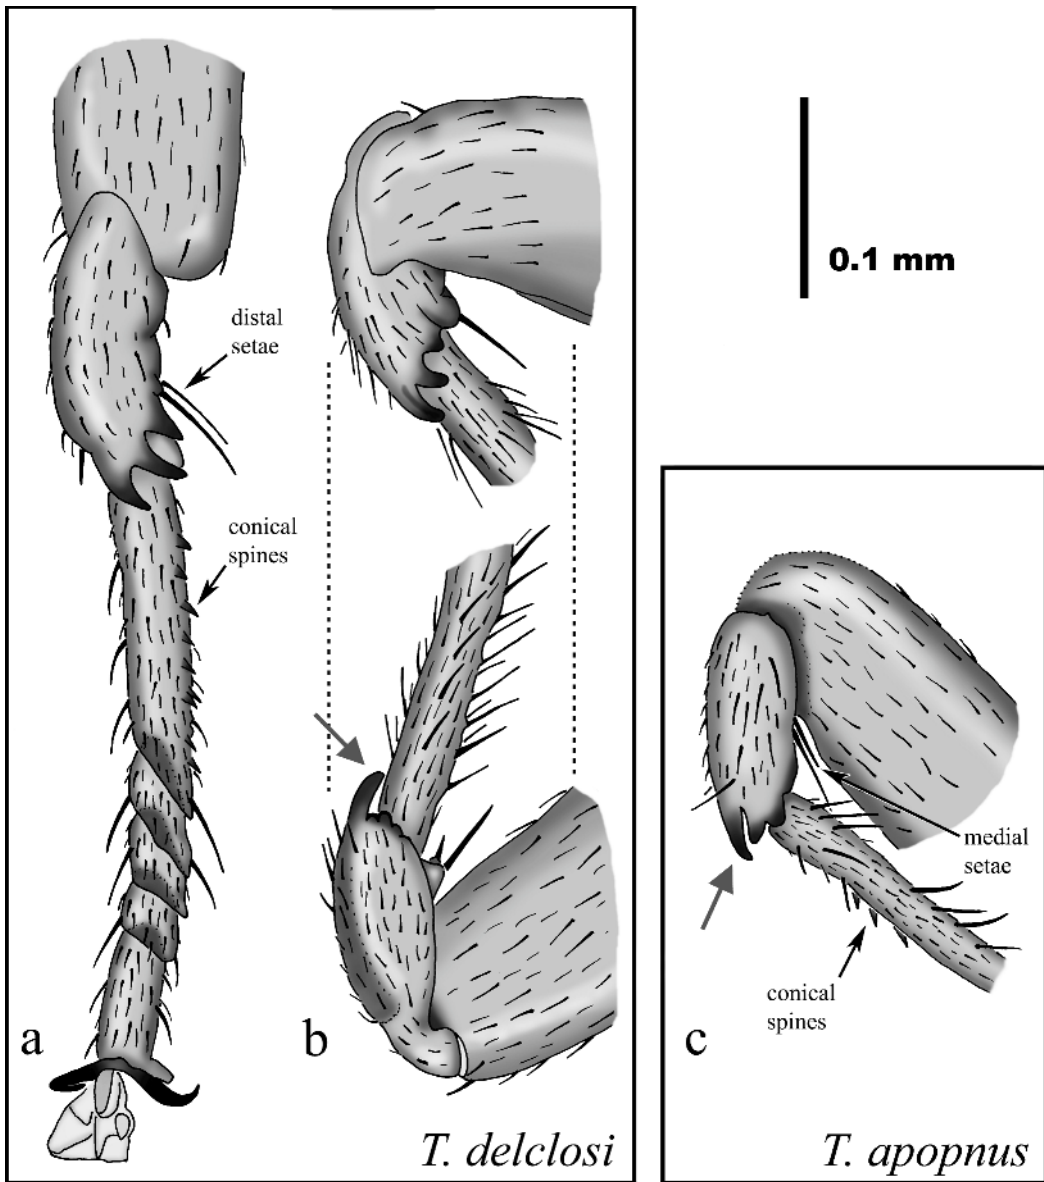 distal
setae
conical
spines
a
b
T. delclosi
0.1 mm
medial
setae
conical
spines
c
T. apopnus